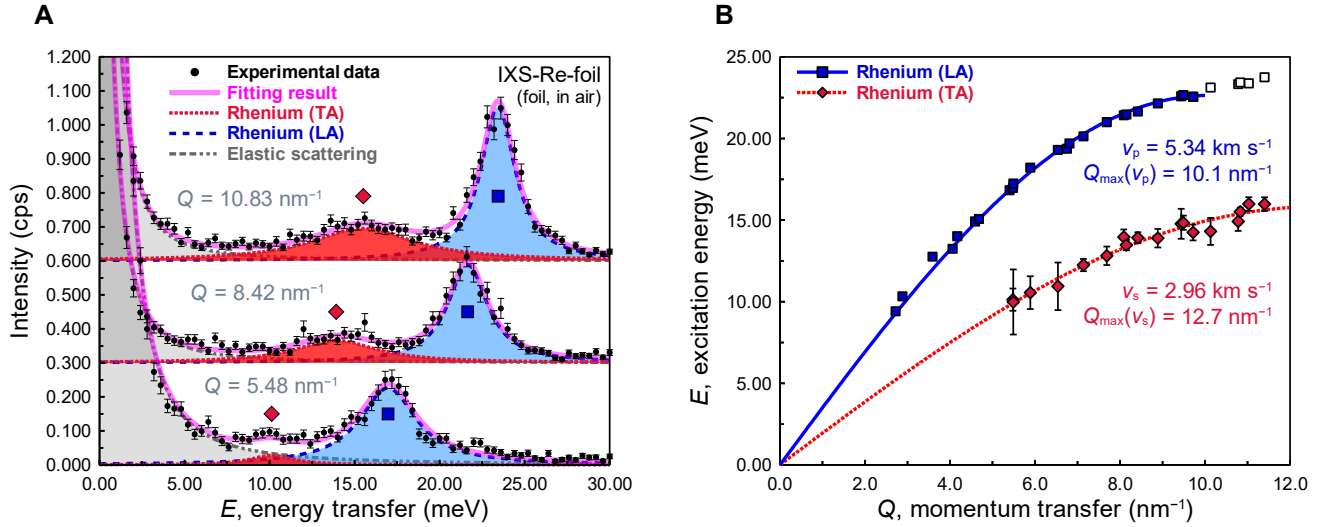 A
1.200
1.100
1.000
0.900
0.800
0.700
0.600
0.500
0.400
0.300
0.200
0.100
0.000
Intensity (cps)
Experimental data
Fitting result
Rhenium (TA)
Rhenium (LA)
Elastic scattering
IXS-Re-foil
(foil, in air)
Q = 10.83 nm⁻¹
Q = 8.42 nm⁻¹
Q = 5.48 nm⁻¹
0.00 5.00 10.00 15.00 20.00 25.00 30.00
E, energy transfer (meV)
B
25.00
20.00
15.00
10.00
5.00
0.00
E, excitation energy (meV)
Rhenium (LA)
Rhenium (TA)
vₚ = 5.34 km s⁻¹
Qmax(vₚ) = 10.1 nm⁻¹
vₛ = 2.96 km s⁻¹
Qmax(vₛ) = 12.7 nm⁻¹
0.0 2.0 4.0 6.0 8.0 10.0 12.0
Q, momentum transfer (nm⁻¹)